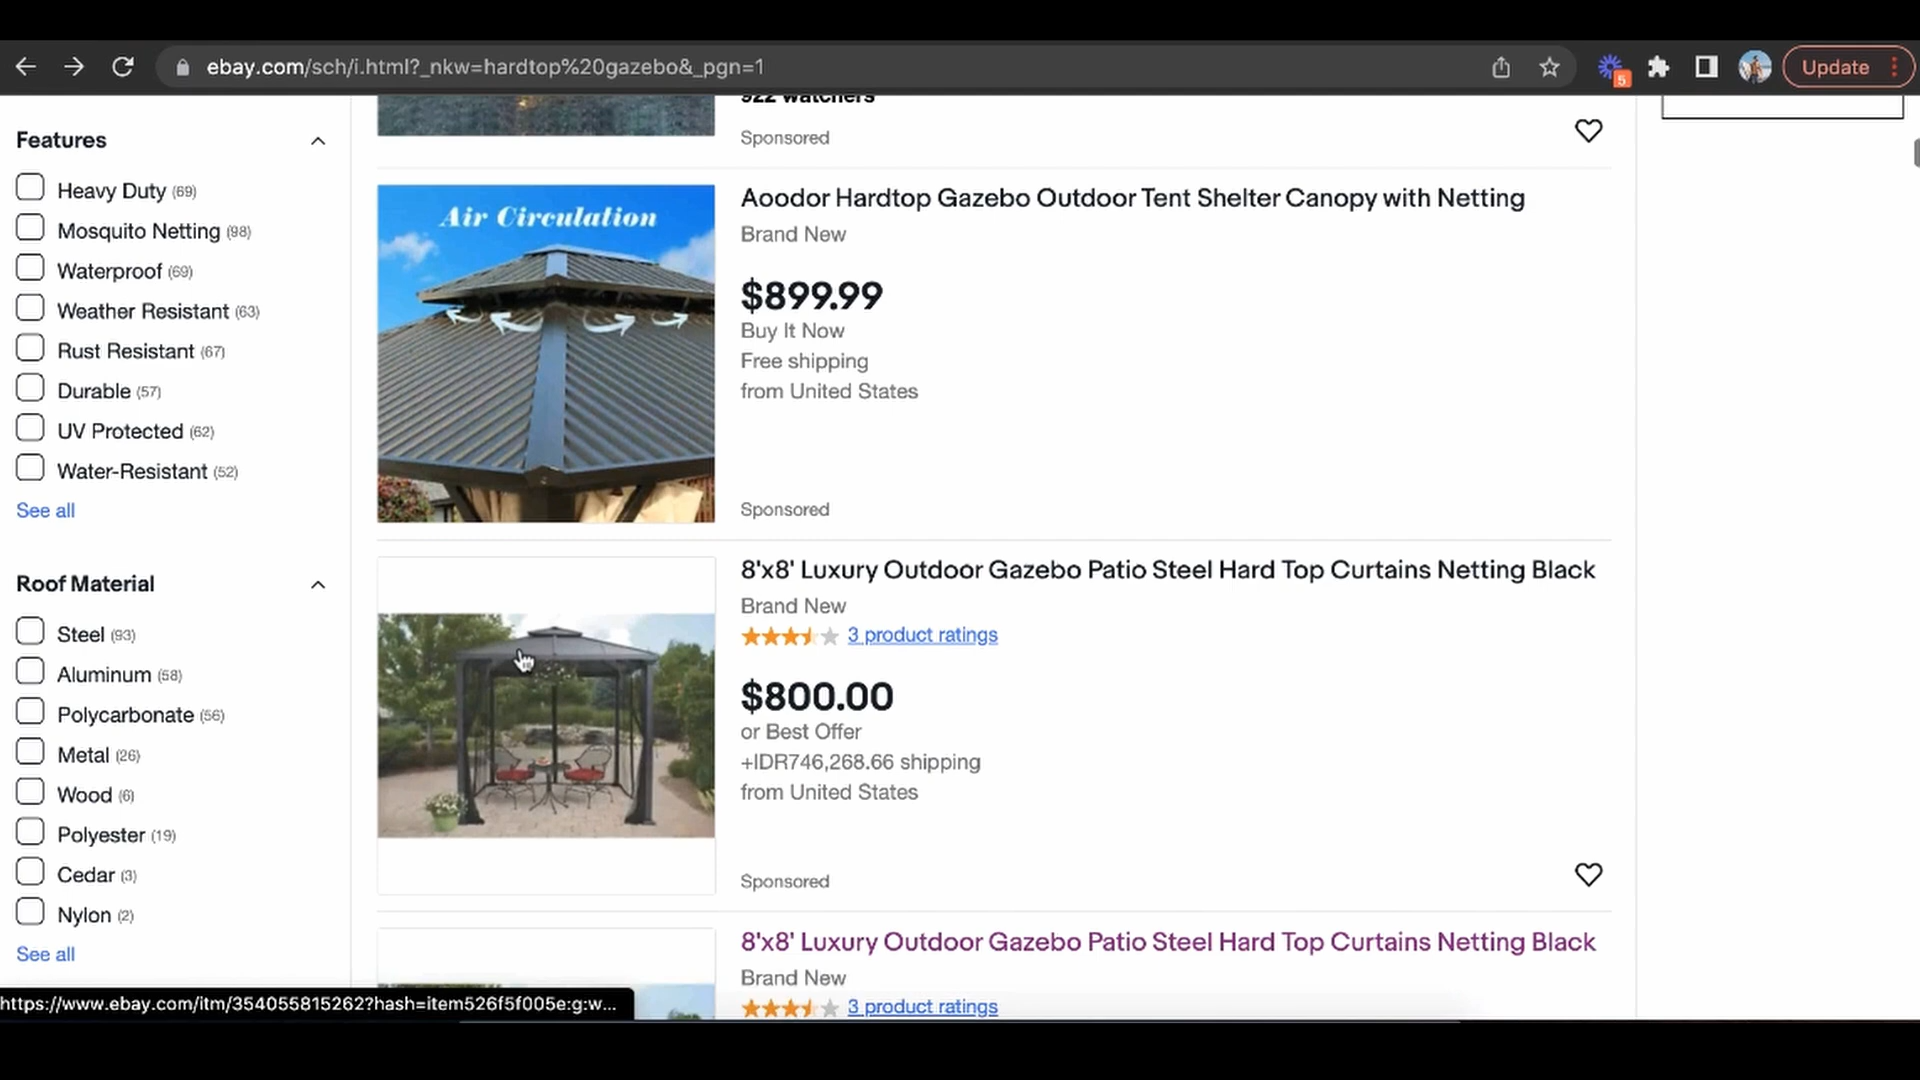 ebay.com/sch/i.html?_nkw=hardtop%20gazebo&_pgn=1
5
Update
Features
Heavy Duty (69)
Mosquito Netting (98)
Waterproof (69)
Weather Resistant (63)
Rust Resistant (67)
Durable (57)
UV Protected (62)
Water-Resistant (52)
See all
Roof Material
Steel (93)
Aluminum (58)
Polycarbonate (56)
Metal (26)
Wood (6)
Polyester (19)
Cedar (3)
Nylon (2)
See all
https://www.ebay.com/itm/354055815262?hash=item526f5f005e:g:w...
922 watchers
Sponsored
Air Circulation
Aoodor Hardtop Gazebo Outdoor Tent Shelter Canopy with Netting
Brand New
$899.99
Buy It Now
Free shipping
from United States
Sponsored
8'x8' Luxury Outdoor Gazebo Patio Steel Hard Top Curtains Netting Black
Brand New
3 product ratings
$800.00
or Best Offer
+IDR746,268.66 shipping
from United States
Sponsored
8'x8' Luxury Outdoor Gazebo Patio Steel Hard Top Curtains Netting Black
Brand New
3 product ratings